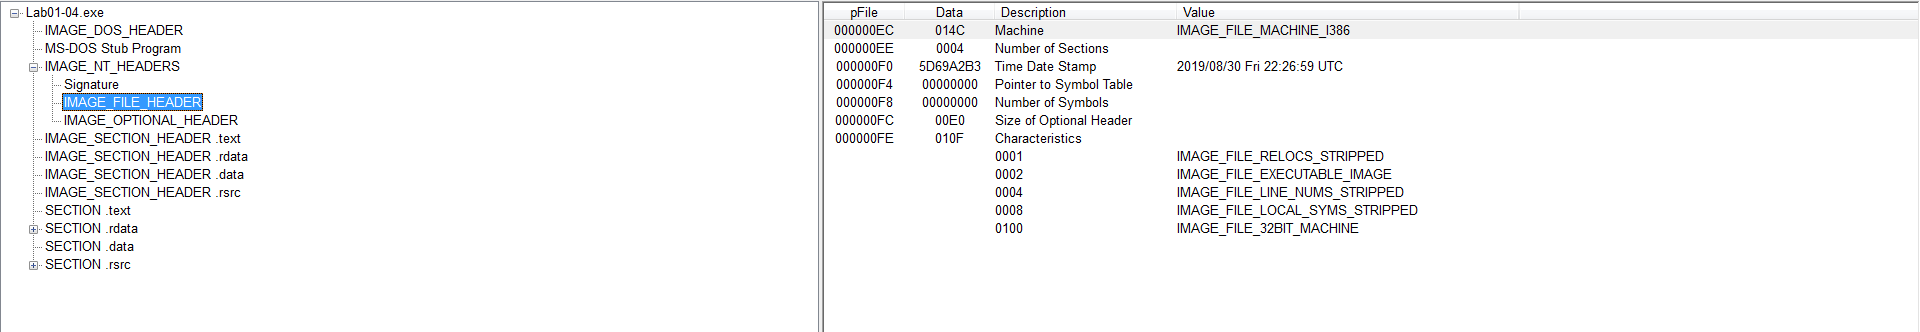 Lab01-04.exe
IMAGE_DOS_HEADER
MS-DOS Stub Program
IMAGE_NT_HEADERS
Signature
IMAGE_FILE_HEADER
IMAGE_OPTIONAL_HEADER
IMAGE_SECTION_HEADER .text
IMAGE_SECTION_HEADER .rdata
IMAGE_SECTION_HEADER .data
IMAGE_SECTION_HEADER .rsrc
SECTION .text
SECTION .rdata
SECTION .data
SECTION .rsrc
pFile Data Description Value
000000EC 014C Machine IMAGE_FILE_MACHINE_I386
000000EE 0004 Number of Sections
000000F0 5D69A2B3 Time Date Stamp 2019/08/30 Fri 22:26:59 UTC
000000F4 00000000 Pointer to Symbol Table
000000F8 00000000 Number of Symbols
000000FC 00E0 Size of Optional Header
000000FE 010F Characteristics
0001 IMAGE_FILE_RELOCS_STRIPPED
0002 IMAGE_FILE_EXECUTABLE_IMAGE
0004 IMAGE_FILE_LINE_NUMS_STRIPPED
0008 IMAGE_FILE_LOCAL_SYMS_STRIPPED
0100 IMAGE_FILE_32BIT_MACHINE